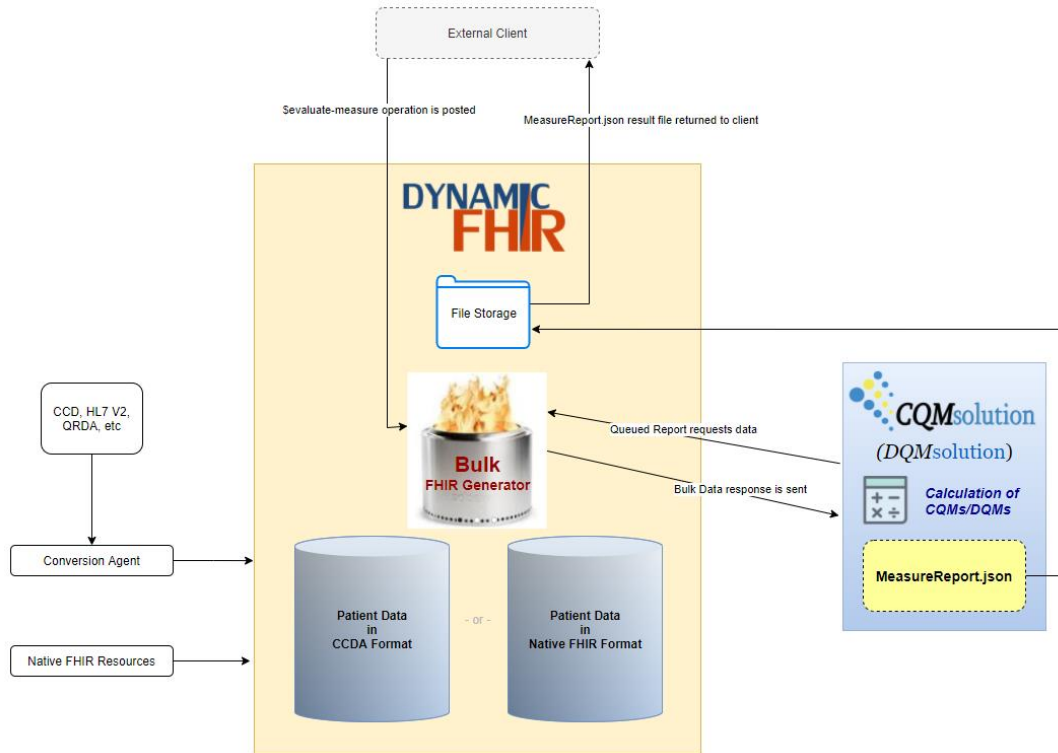 External Client
$evaluate-measure operation is posted
MeasureReport.json result file returned to client
DYNAMIC
FHIR
File Storage
CCD, HL7 V2,
QRDA, etc
Bulk
FHIR Generator
Queued Report requests data
Bulk Data response is sent
CQMsolution
(DQMsolution)
Calculation of
CQMs/DQMs
MeasureReport.json
Conversion Agent
Native FHIR Resources
Patient Data
in
CCDA Format
- or -
Patient Data
in
Native FHIR Format